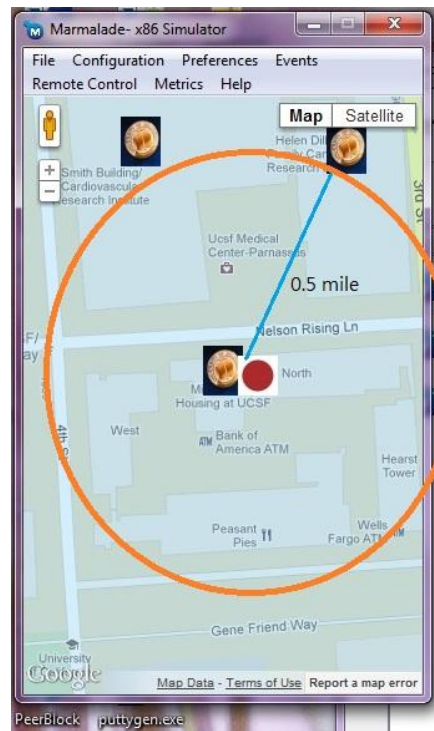 Marmalade- x86 Simulator
File Configuration Preferences Events
Remote Control Metrics Help
Map Satellite
Helen Dill
Research
Smith Building/
Cardiovascular
Research Institute
3rd St
Ucsf Medical
Center-Parnassus
0.5 mile
Nelson Rising Ln
North
Housing at UCSF
West
Bank of
America ATM
4th St
Hearst
Tower
Peasant
Pies
Wells
Fargo ATM
Gene Friend Way
University
Google
Map Data - Terms of Use Report a map error
PeerBlock puttygen.exe